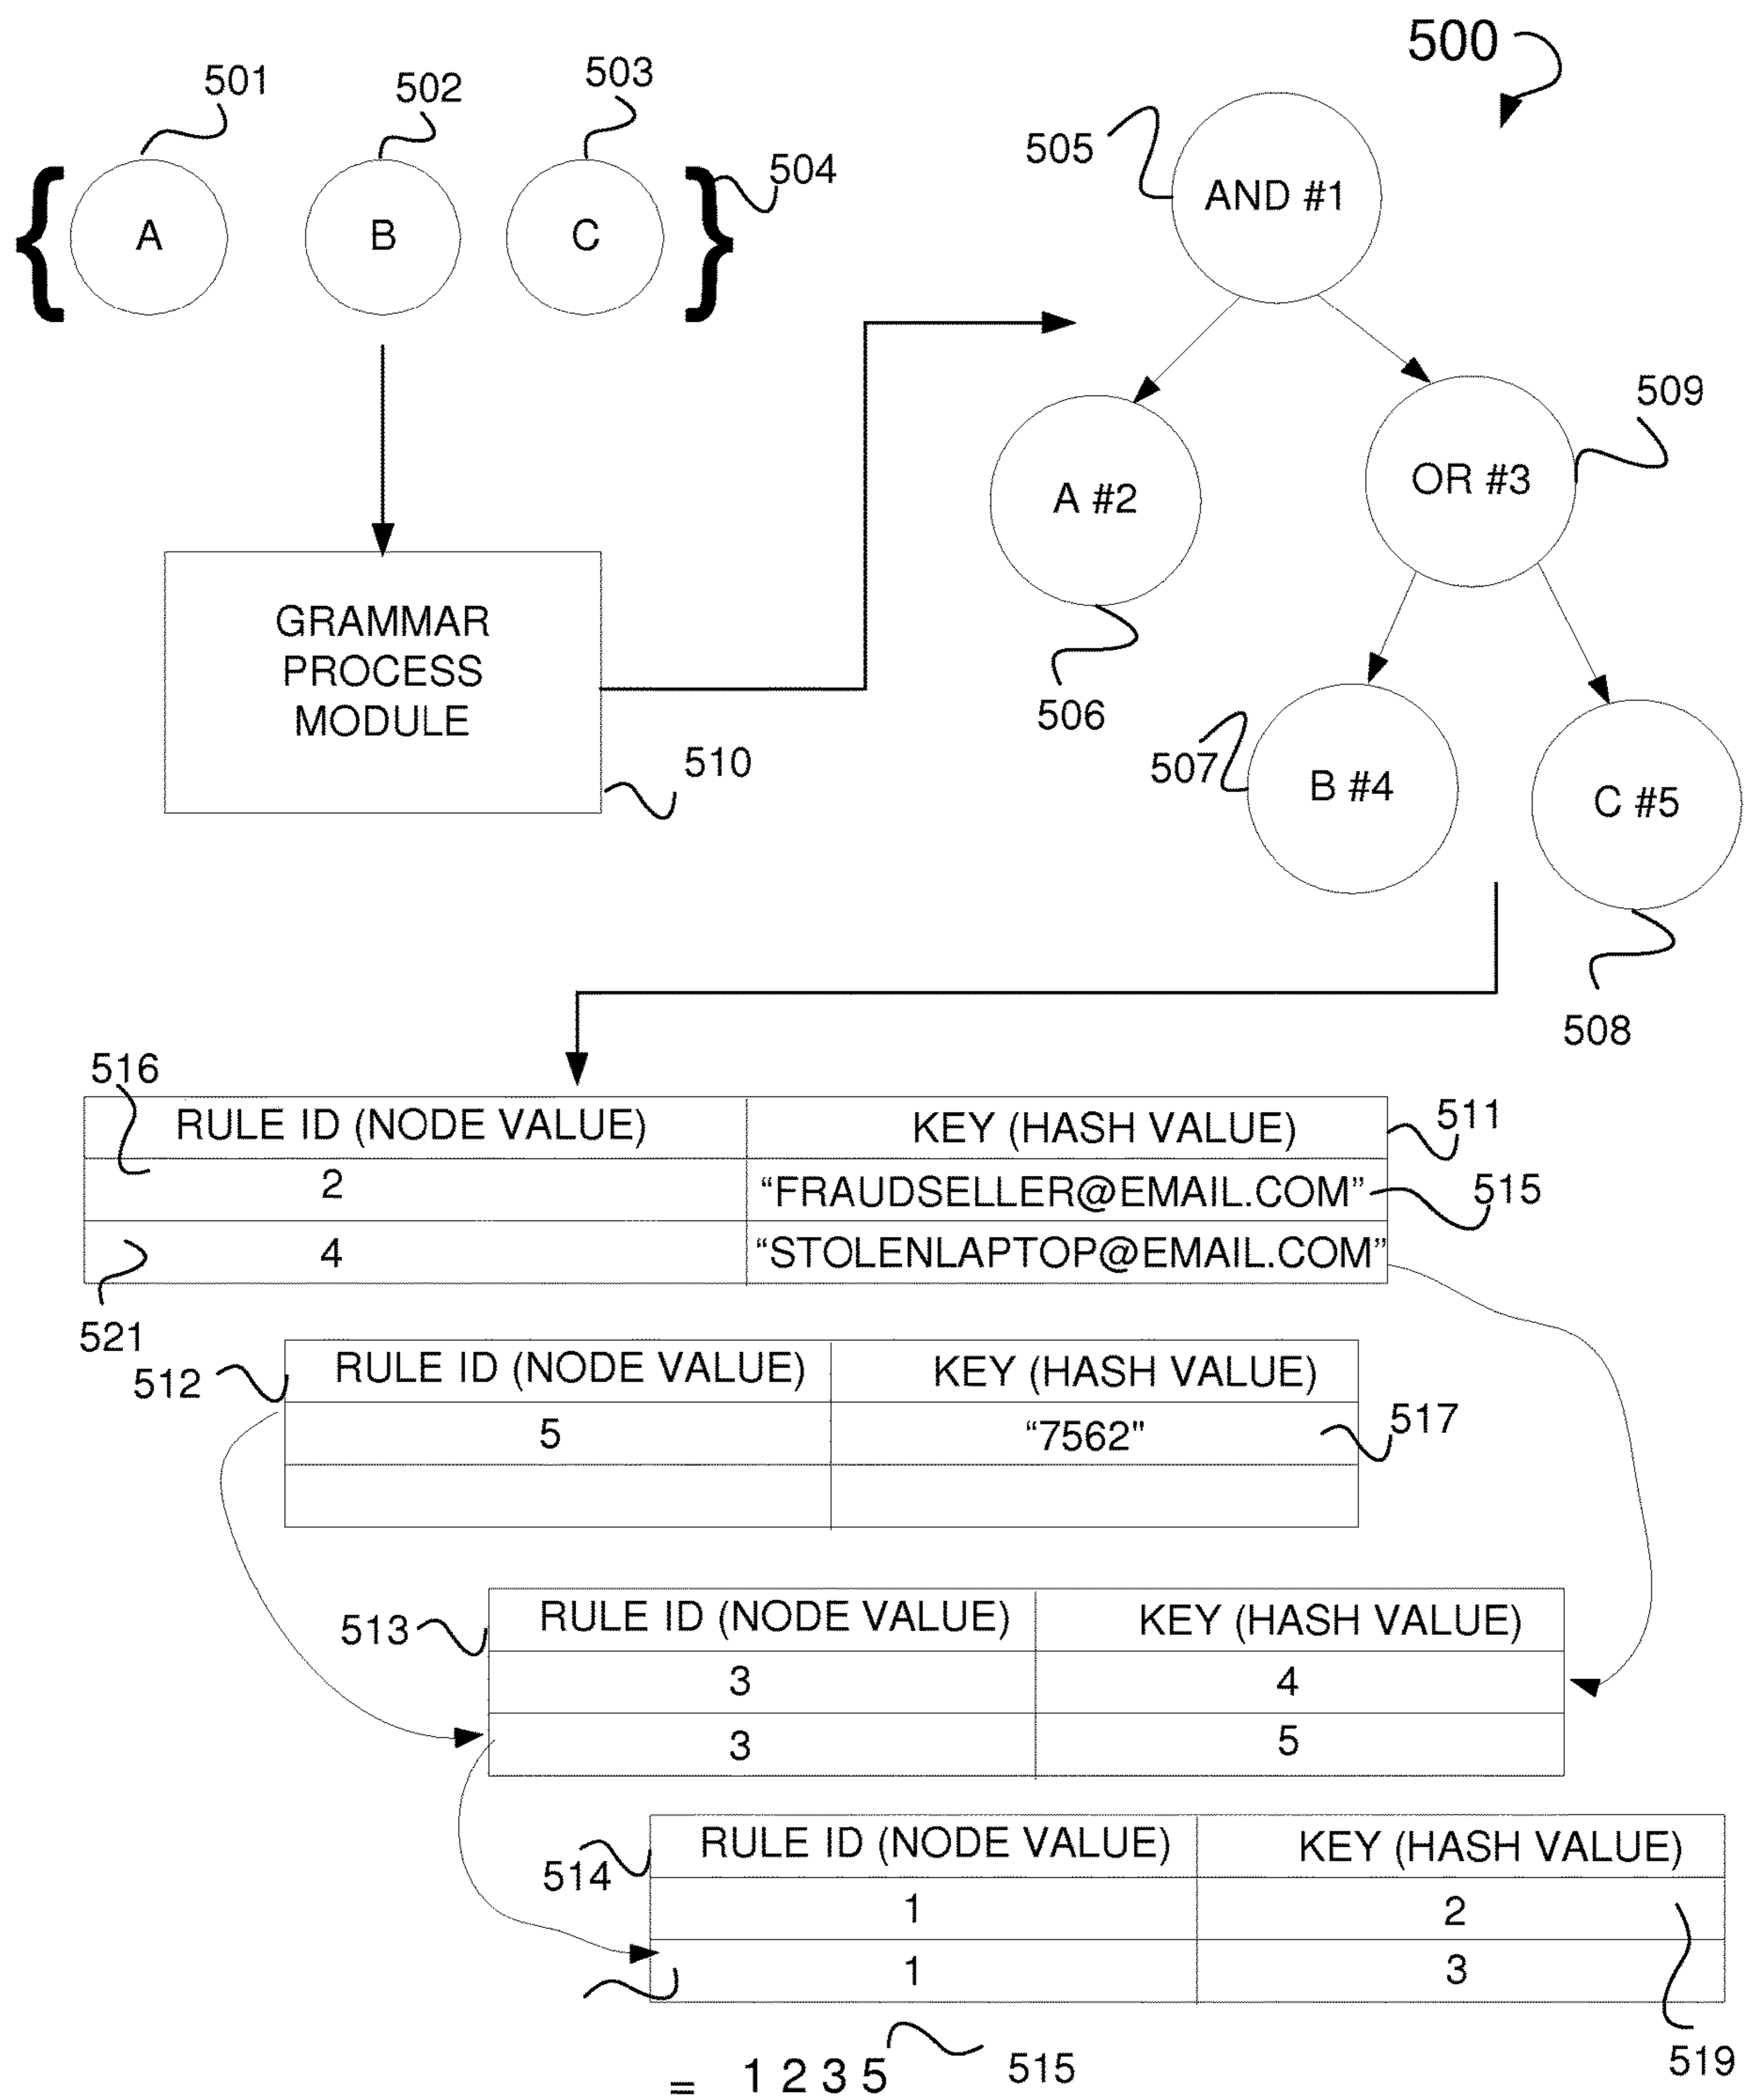 500
501
502
503
504
A
B
C
505
AND #1
509
A #2
OR #3
GRAMMAR
PROCESS
MODULE
506
510
507
B #4
C #5
508
516
RULE ID (NODE VALUE) KEY (HASH VALUE)
511
2 “FRAUDSELLER@EMAIL.COM”
515
4 “STOLENLAPTOP@EMAIL.COM”
521
512
RULE ID (NODE VALUE) KEY (HASH VALUE)
5 “7562"
517
513
RULE ID (NODE VALUE) KEY (HASH VALUE)
3 4
3 5
514
RULE ID (NODE VALUE) KEY (HASH VALUE)
1 2
1 3
= 1 2 3 5
515
519